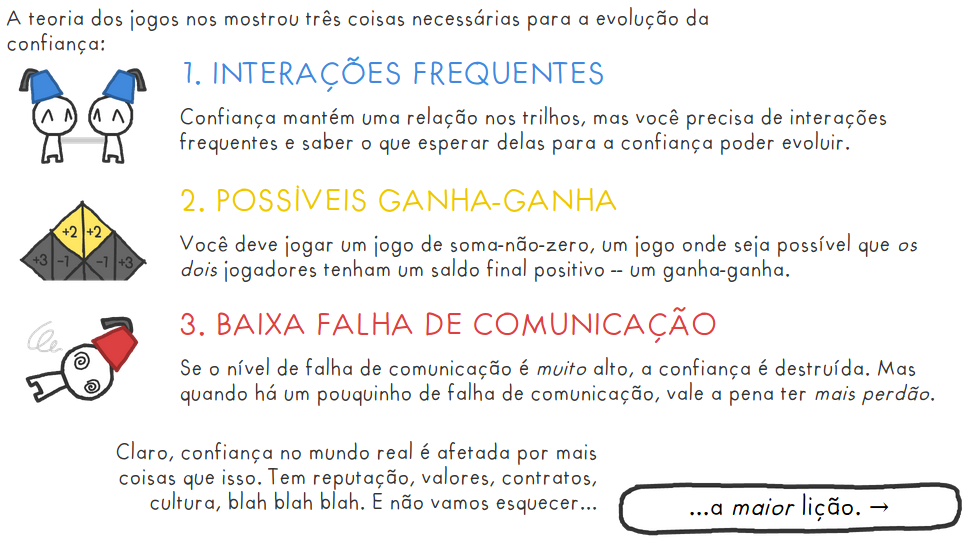 A teoria dos jogos nos mostrou três coisas necessárias para a evolução da
confiança:
1. INTERAÇÕES FREQUENTES
Confiança mantém uma relação nos trilhos, mas você precisa de interações
frequentes e saber o que esperar delas para a confiança poder evoluir.
2. POSSÍVEIS GANHA-GANHA
+2 +2
+3 -1 -1 +3
Você deve jogar um jogo de soma-não-zero, um jogo onde seja possível que os
dois jogadores tenham um saldo final positivo -- um ganha-ganha.
3. BAIXA FALHA DE COMUNICAÇÃO
Se o nível de falha de comunicação é muito alto, a confiança é destruída. Mas
quando há um pouquinho de falha de comunicação, vale a pena ter mais perdão.
Claro, confiança no mundo real é afetada por mais
coisas que isso. Tem reputação, valores, contratos,
cultura, blah blah blah. E não vamos esquecer...
...a maior lição. →